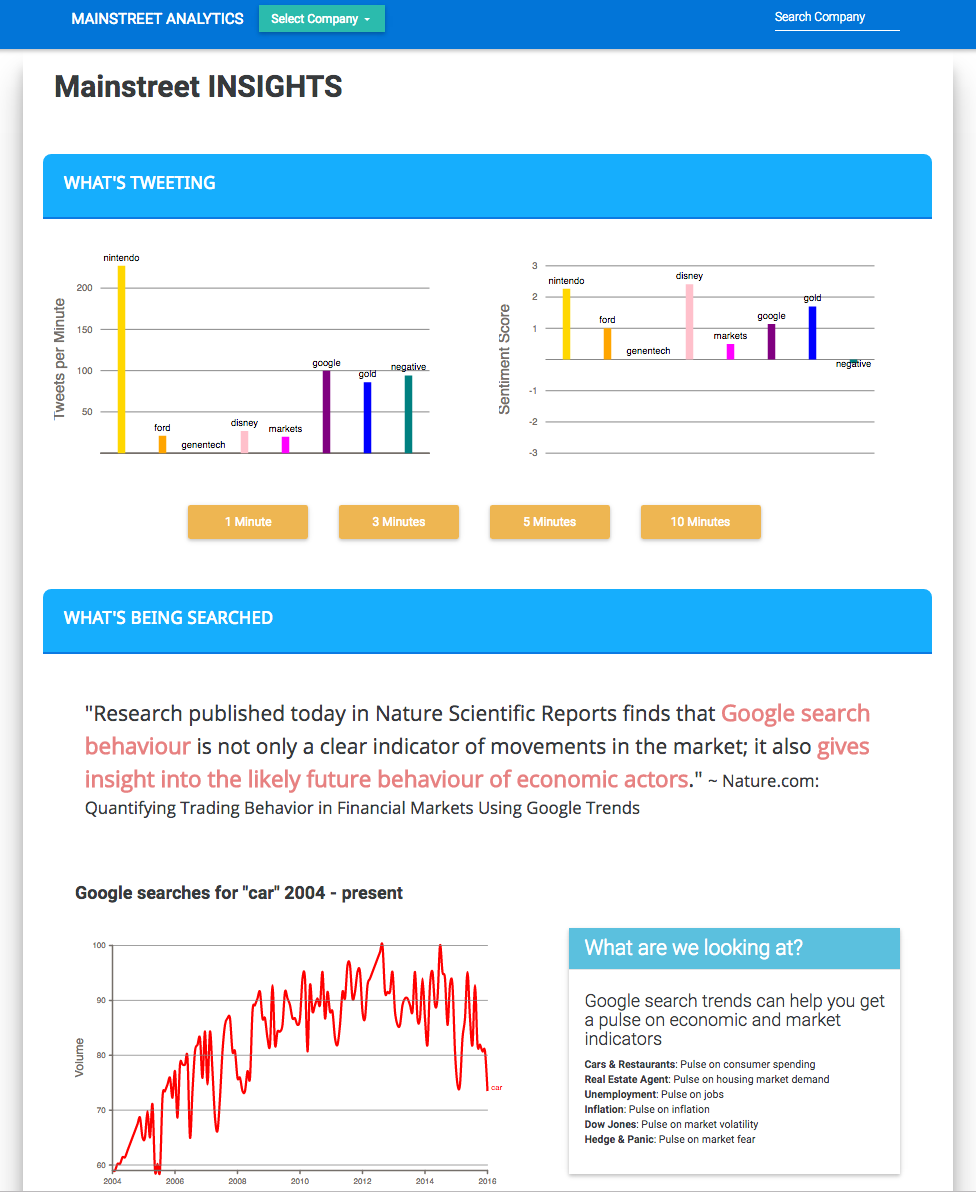 MAINSTREET ANALYTICS
Select Company
Search Company
Mainstreet INSIGHTS
WHAT'S TWEETING
Tweets per Minute
200
150
100
50
nintendo
ford
genentech
disney
markets
google
gold
negative
Sentiment Score
3
2
1
-1
-2
-3
nintendo
ford
genentech
disney
markets
google
gold
negative
1 Minute
3 Minutes
5 Minutes
10 Minutes
WHAT'S BEING SEARCHED
"Research published today in Nature Scientific Reports finds that Google search
behaviour is not only a clear indicator of movements in the market; it also gives
insight into the likely future behaviour of economic actors." ~ Nature.com:
Quantifying Trading Behavior in Financial Markets Using Google Trends
Google searches for "car" 2004 - present
Volume
100
90
80
70
60
2004
2006
2008
2010
2012
2014
2016
car
What are we looking at?
Google search trends can help you get
a pulse on economic and market
indicators
Cars & Restaurants: Pulse on consumer spending
Real Estate Agent: Pulse on housing market demand
Unemployment: Pulse on jobs
Inflation: Pulse on inflation
Dow Jones: Pulse on market volatility
Hedge & Panic: Pulse on market fear